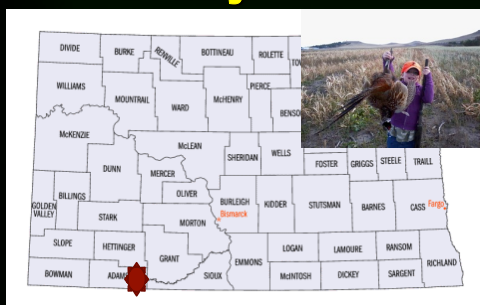 DIVIDE
BURKE
RENVILLE
BOTTINEAU
ROLETTE
WILLIAMS
MOUNTRAIL
WARD
McHENRY
PIERCE
McKENZIE
McLEAN
SHERIDAN
WELLS
FOSTER
GRIGGS
STEELE
TRAILL
DUNN
MERCER
OLIVER
BILLINGS
GOLDEN
VALLEY
STARK
MORTON
BURLEIGH
Bismarck
KIDDER
STUTSMAN
BARNES
CASS
Fargo
SLOPE
HETTINGER
GRANT
SIOUX
EMMONS
LOGAN
LAMOURE
RANSOM
RICHLAND
BOWMAN
McINTOSH
DICKEY
SARGENT